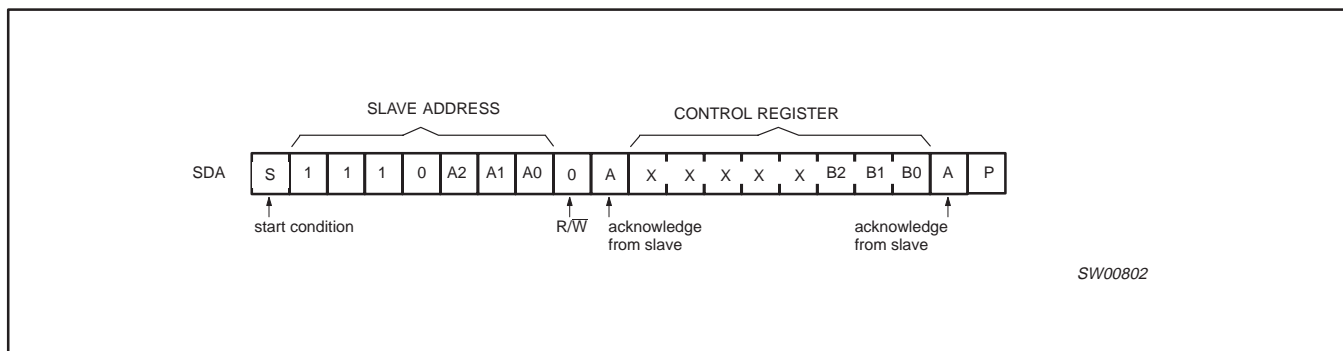 SLAVE ADDRESS CONTROL REGISTER
SDA S 1 1 1 0 A2 A1 A0 0 A X X X X X B2 B1 B0 A P
start condition R/W̅ acknowledge from slave acknowledge from slave
SW00802